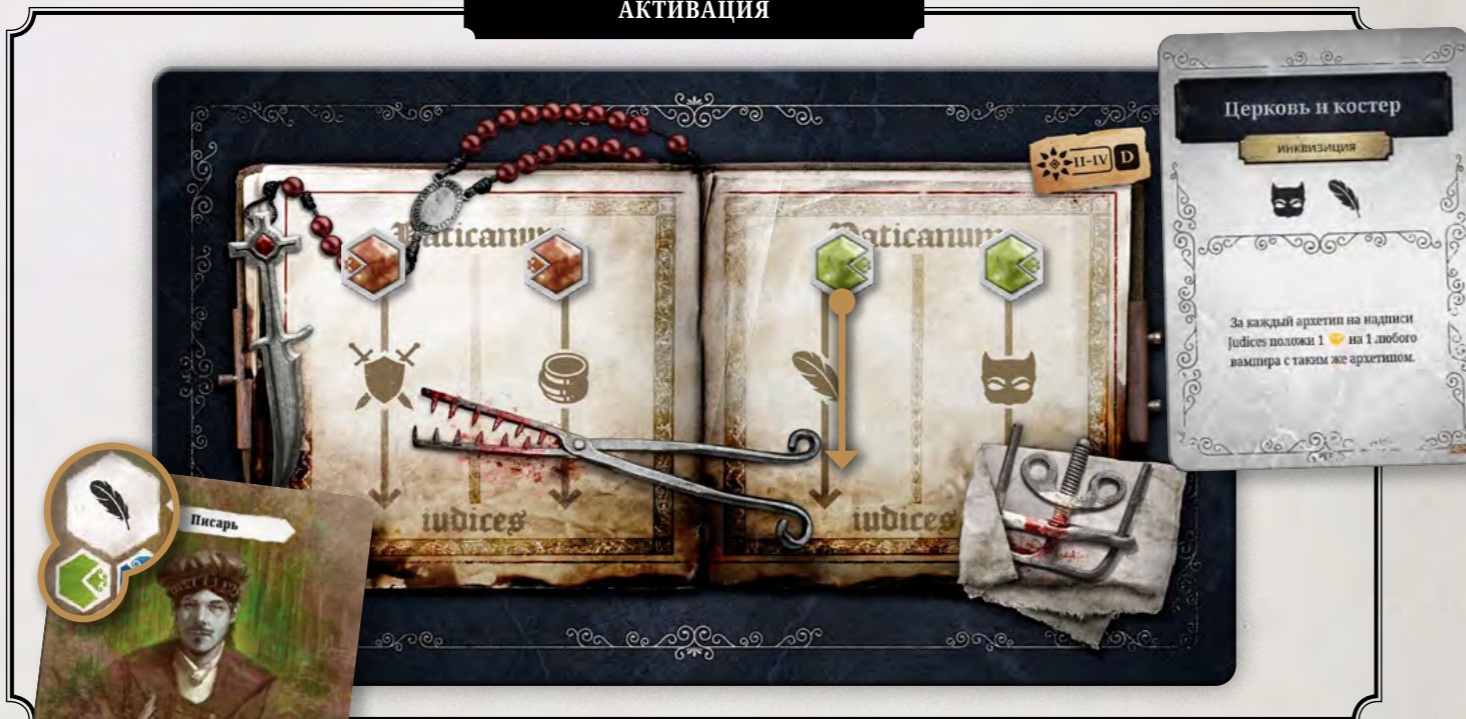 АКТИВАЦИЯ
Церковь и костер
ИНКВИЗИЦИЯ
II-IV D
Vaticanum
Vaticanum
За каждый архетип на надписи
Judices положи 1 на 1 любого
вампира с таким же архетипом.
iudices
iudices
Писарь